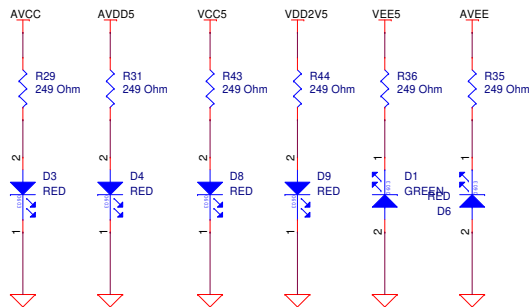 AVCC AVDD5 VCC5 VDD2V5 VEE5 AVEE
R29 R31 R43 R44 R36 R35
249 Ohm 249 Ohm 249 Ohm 249 Ohm 249 Ohm 249 Ohm
2 2 2 2 1 1
D3 D4 D8 D9 D1
RED RED RED RED GREEN RED
D6
1 1 1 1 2 2